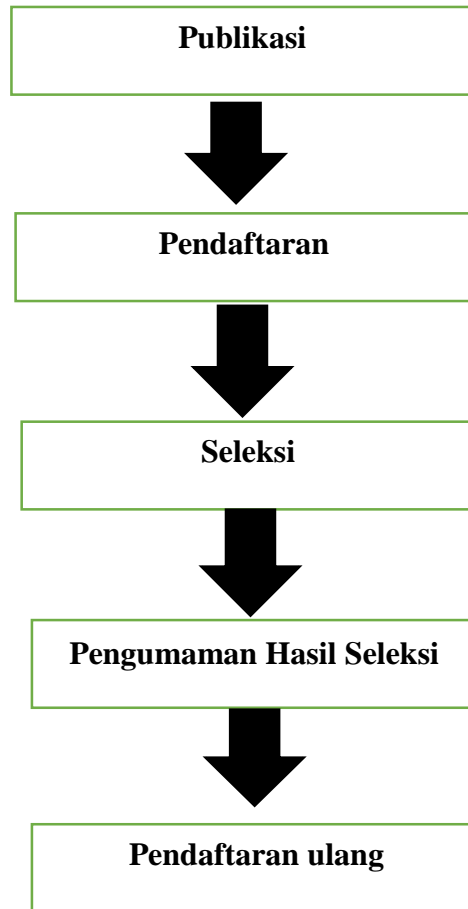 Publikasi
Pendaftaran
Seleksi
Pengumaman Hasil Seleksi
Pendaftaran ulang